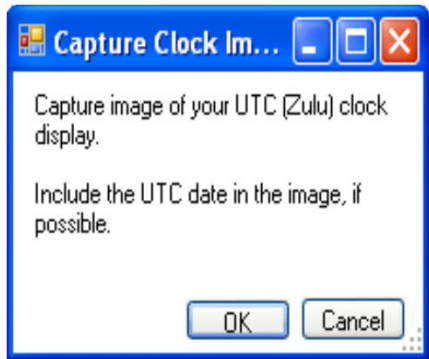 Capture Clock Im...
Capture image of your UTC (Zulu) clock
display.
Include the UTC date in the image, if
possible.
OK
Cancel